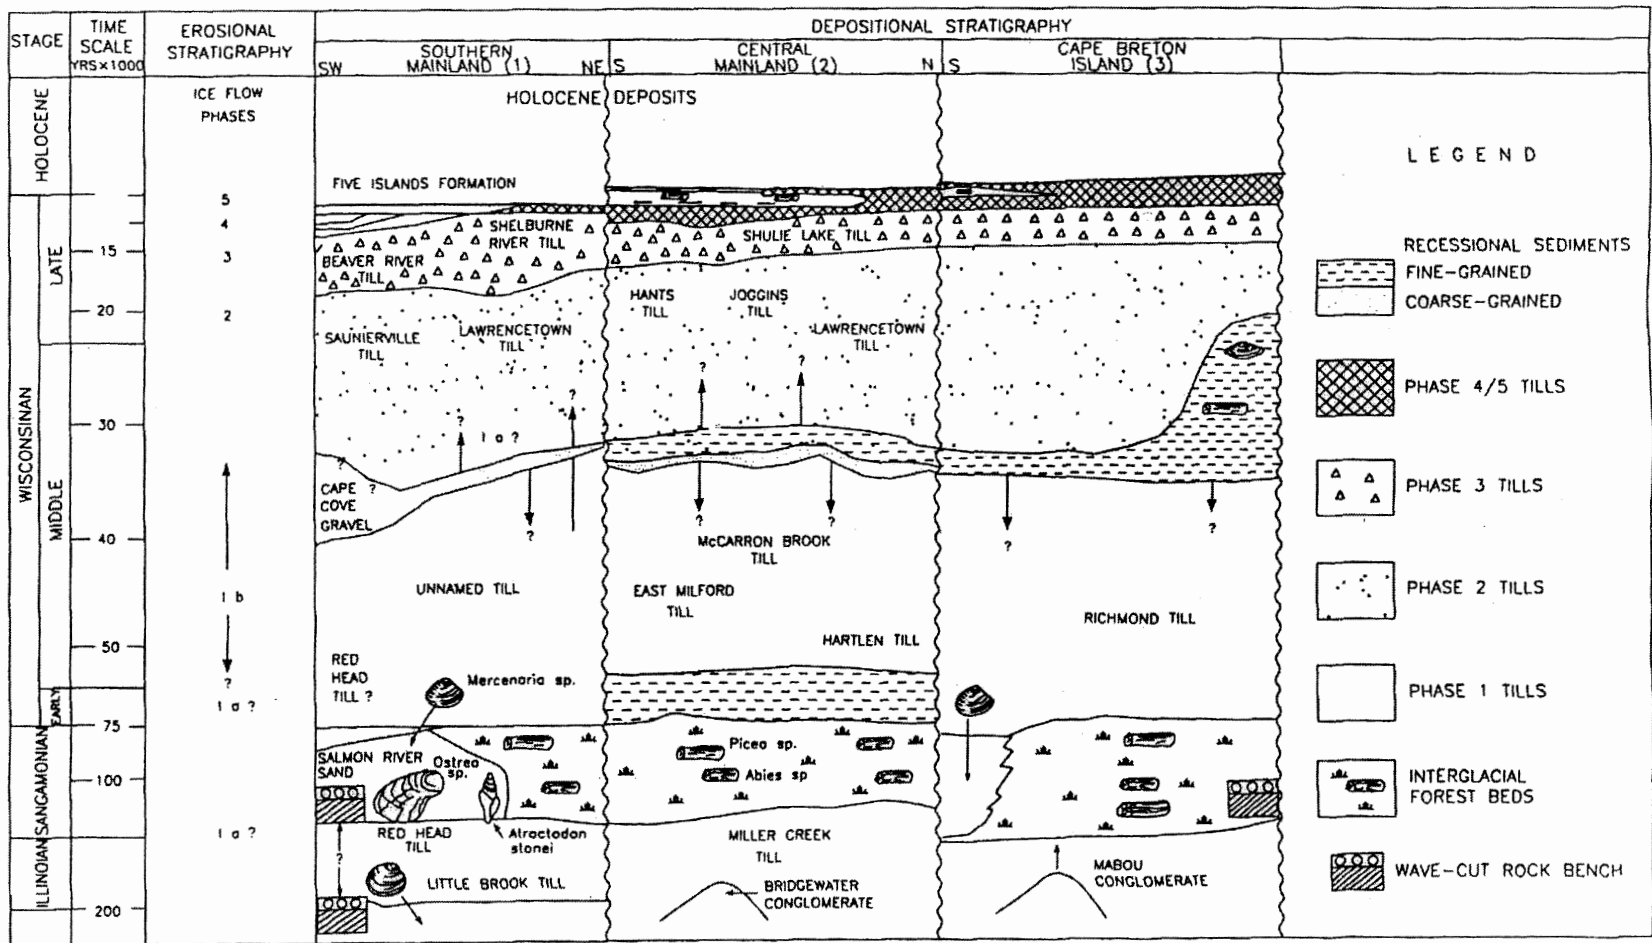 STAGE
TIME
SCALE
YRS×1000
EROSIONAL
STRATIGRAPHY
DEPOSITIONAL STRATIGRAPHY
SOUTHERN
MAINLAND (1)
SW
NE
CENTRAL
MAINLAND (2)
S
N
CAPE BRETON
ISLAND (3)
S
HOLOCENE
WISCONSINAN
LATE
MIDDLE
EARLY
SANGAMONIAN
ILLINOIAN
15
20
30
40
50
75
100
200
ICE FLOW
PHASES
5
4
3
2
1 b
?
1 a ?
1 a ?
HOLOCENE DEPOSITS
FIVE ISLANDS FORMATION
SHELBURNE
RIVER TILL
BEAVER RIVER
TILL
SAUNIERVILLE
TILL
LAWRENCETOWN
TILL
?
?
1 a ?
?
CAPE ?
COVE
GRAVEL
?
UNNAMED TILL
RED
HEAD
TILL ?
Mercenaria sp.
SALMON RIVER
SAND
Ostrea
sp.
RED HEAD
TILL
Atractodon
stonei
?
LITTLE BROOK TILL
SHULIE LAKE TILL
HANTS
TILL
JOGGINS
TILL
LAWRENCETOWN
TILL
?
?
?
?
McCARRON BROOK
TILL
EAST MILFORD
TILL
HARTLEN TILL
Picea sp.
Abies sp
MILLER CREEK
TILL
BRIDGEWATER
CONGLOMERATE
?
?
RICHMOND TILL
MABOU
CONGLOMERATE
LEGEND
RECESSIONAL SEDIMENTS
FINE-GRAINED
COARSE-GRAINED
PHASE 4/5 TILLS
PHASE 3 TILLS
PHASE 2 TILLS
PHASE 1 TILLS
INTERGLACIAL
FOREST BEDS
WAVE-CUT ROCK BENCH